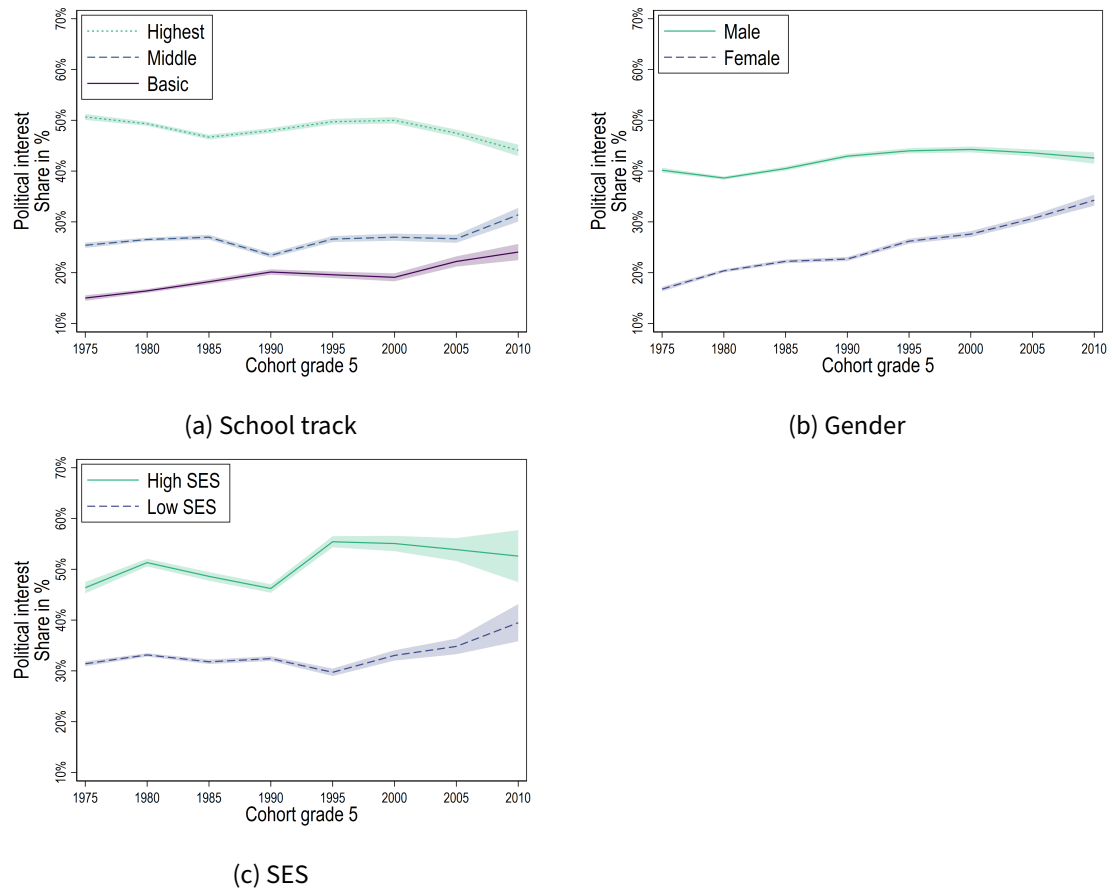 Highest
Middle
Basic
70%
60%
50%
40%
30%
20%
10%
Political interest
Share in %
1975 1980 1985 1990 1995 2000 2005 2010
Cohort grade 5
(a) School track
Male
Female
70%
60%
50%
40%
30%
20%
10%
Political interest
Share in %
1975 1980 1985 1990 1995 2000 2005 2010
Cohort grade 5
(b) Gender
High SES
Low SES
70%
60%
50%
40%
30%
20%
10%
Political interest
Share in %
1975 1980 1985 1990 1995 2000 2005 2010
Cohort grade 5
(c) SES